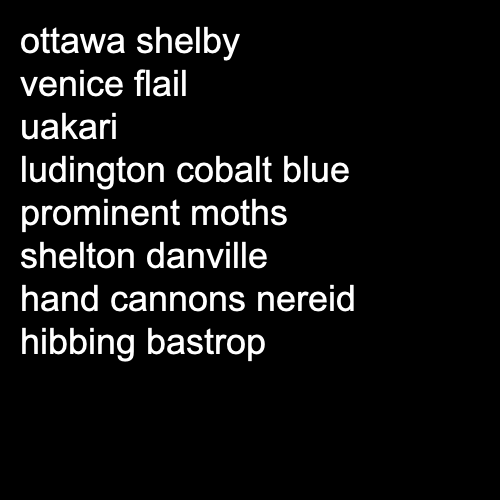 ottawa shelby
venice flail
uakari
ludington cobalt blue
prominent moths
shelton danville
hand cannons nereid
hibbing bastrop